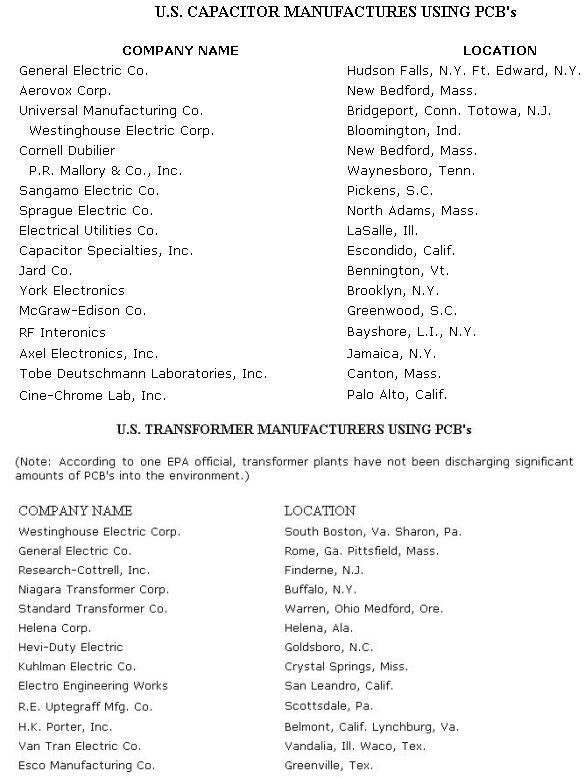 U.S. CAPACITOR MANUFACTURES USING PCB's
COMPANY NAME LOCATION
General Electric Co. Hudson Falls, N.Y. Ft. Edward, N.Y.
Aerovox Corp. New Bedford, Mass.
Universal Manufacturing Co. Bridgeport, Conn. Totowa, N.J.
Westinghouse Electric Corp. Bloomington, Ind.
Cornell Dubilier New Bedford, Mass.
P.R. Mallory & Co., Inc. Waynesboro, Tenn.
Sangamo Electric Co. Pickens, S.C.
Sprague Electric Co. North Adams, Mass.
Electrical Utilities Co. LaSalle, Ill.
Capacitor Specialties, Inc. Escondido, Calif.
Jard Co. Bennington, Vt.
York Electronics Brooklyn, N.Y.
McGraw-Edison Co. Greenwood, S.C.
RF Interonics Bayshore, L.I., N.Y.
Axel Electronics, Inc. Jamaica, N.Y.
Tobe Deutschmann Laboratories, Inc. Canton, Mass.
Cine-Chrome Lab, Inc. Palo Alto, Calif.
U.S. TRANSFORMER MANUFACTURERS USING PCB's
(Note: According to one EPA official, transformer plants have not been discharging significant
amounts of PCB's into the environment.)
COMPANY NAME LOCATION
Westinghouse Electric Corp. South Boston, Va. Sharon, Pa.
General Electric Co. Rome, Ga. Pittsfield, Mass.
Research-Cottrell, Inc. Finderne, N.J.
Niagara Transformer Corp. Buffalo, N.Y.
Standard Transformer Co. Warren, Ohio Medford, Ore.
Helena Corp. Helena, Ala.
Hevi-Duty Electric Goldsboro, N.C.
Kuhlman Electric Co. Crystal Springs, Miss.
Electro Engineering Works San Leandro, Calif.
R.E. Uptegraff Mfg. Co. Scottsdale, Pa.
H.K. Porter, Inc. Belmont, Calif. Lynchburg, Va.
Van Tran Electric Co. Vandalia, Ill. Waco, Tex.
Esco Manufacturing Co. Greenville, Tex.